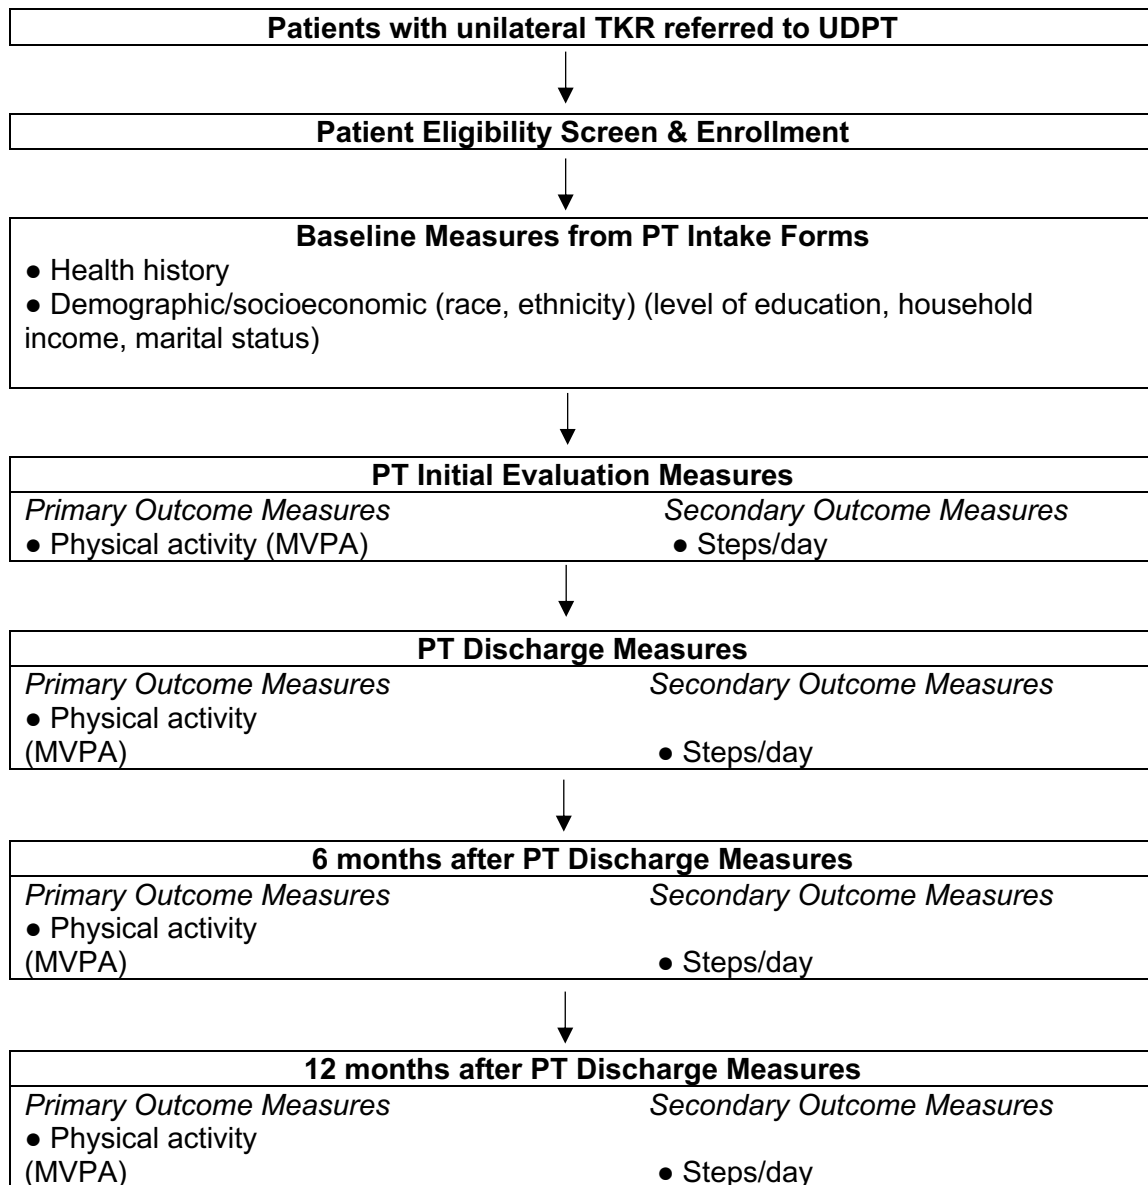 Patients with unilateral TKR referred to UDPT
Patient Eligibility Screen & Enrollment
Baseline Measures from PT Intake Forms
● Health history
● Demographic/socioeconomic (race, ethnicity) (level of education, household
income, marital status)
PT Initial Evaluation Measures
Primary Outcome Measures Secondary Outcome Measures
● Physical activity (MVPA) ● Steps/day
PT Discharge Measures
Primary Outcome Measures Secondary Outcome Measures
● Physical activity
(MVPA) ● Steps/day
6 months after PT Discharge Measures
Primary Outcome Measures Secondary Outcome Measures
● Physical activity
(MVPA) ● Steps/day
12 months after PT Discharge Measures
Primary Outcome Measures Secondary Outcome Measures
● Physical activity
(MVPA) ● Steps/day